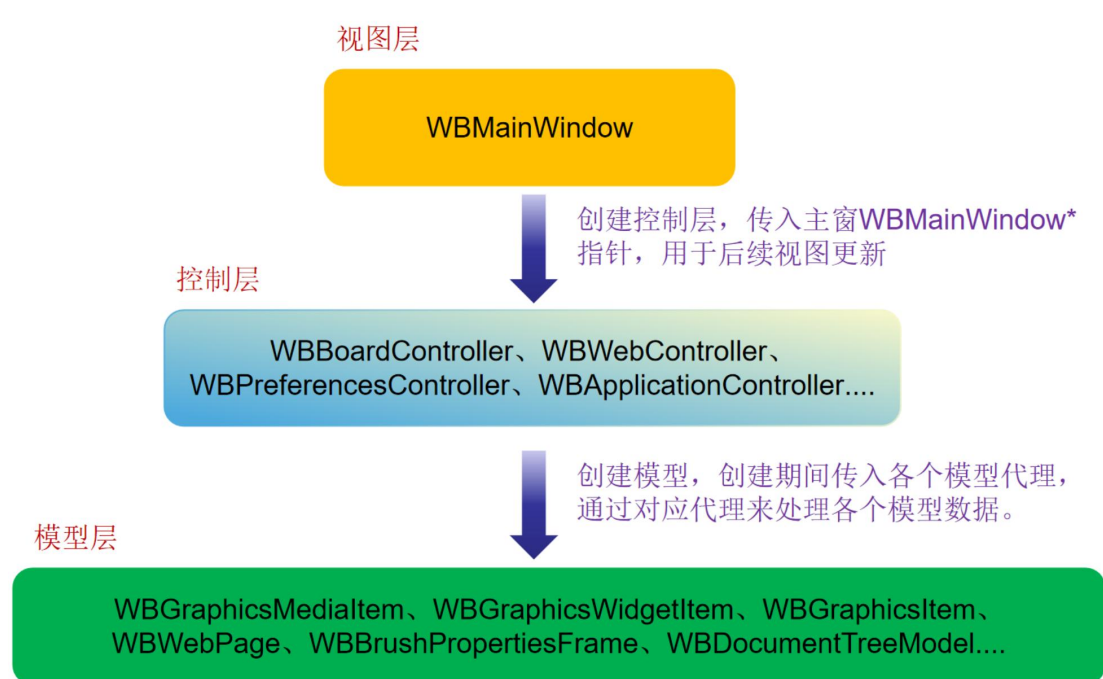 视图层
WBMainWindow
创建控制层，传入主窗WBMainWindow*
指针，用于后续视图更新
控制层
WBBoardController、WBWebController、
WBPreferencesController、WBApplicationController....
创建模型，创建期间传入各个模型代理，
通过对应代理来处理各个模型数据。
模型层
WBGraphicsMediaItem、WBGraphicsWidgetItem、WBGraphicsItem、
WBWebPage、WBBrushPropertiesFrame、WBDocumentTreeModel....